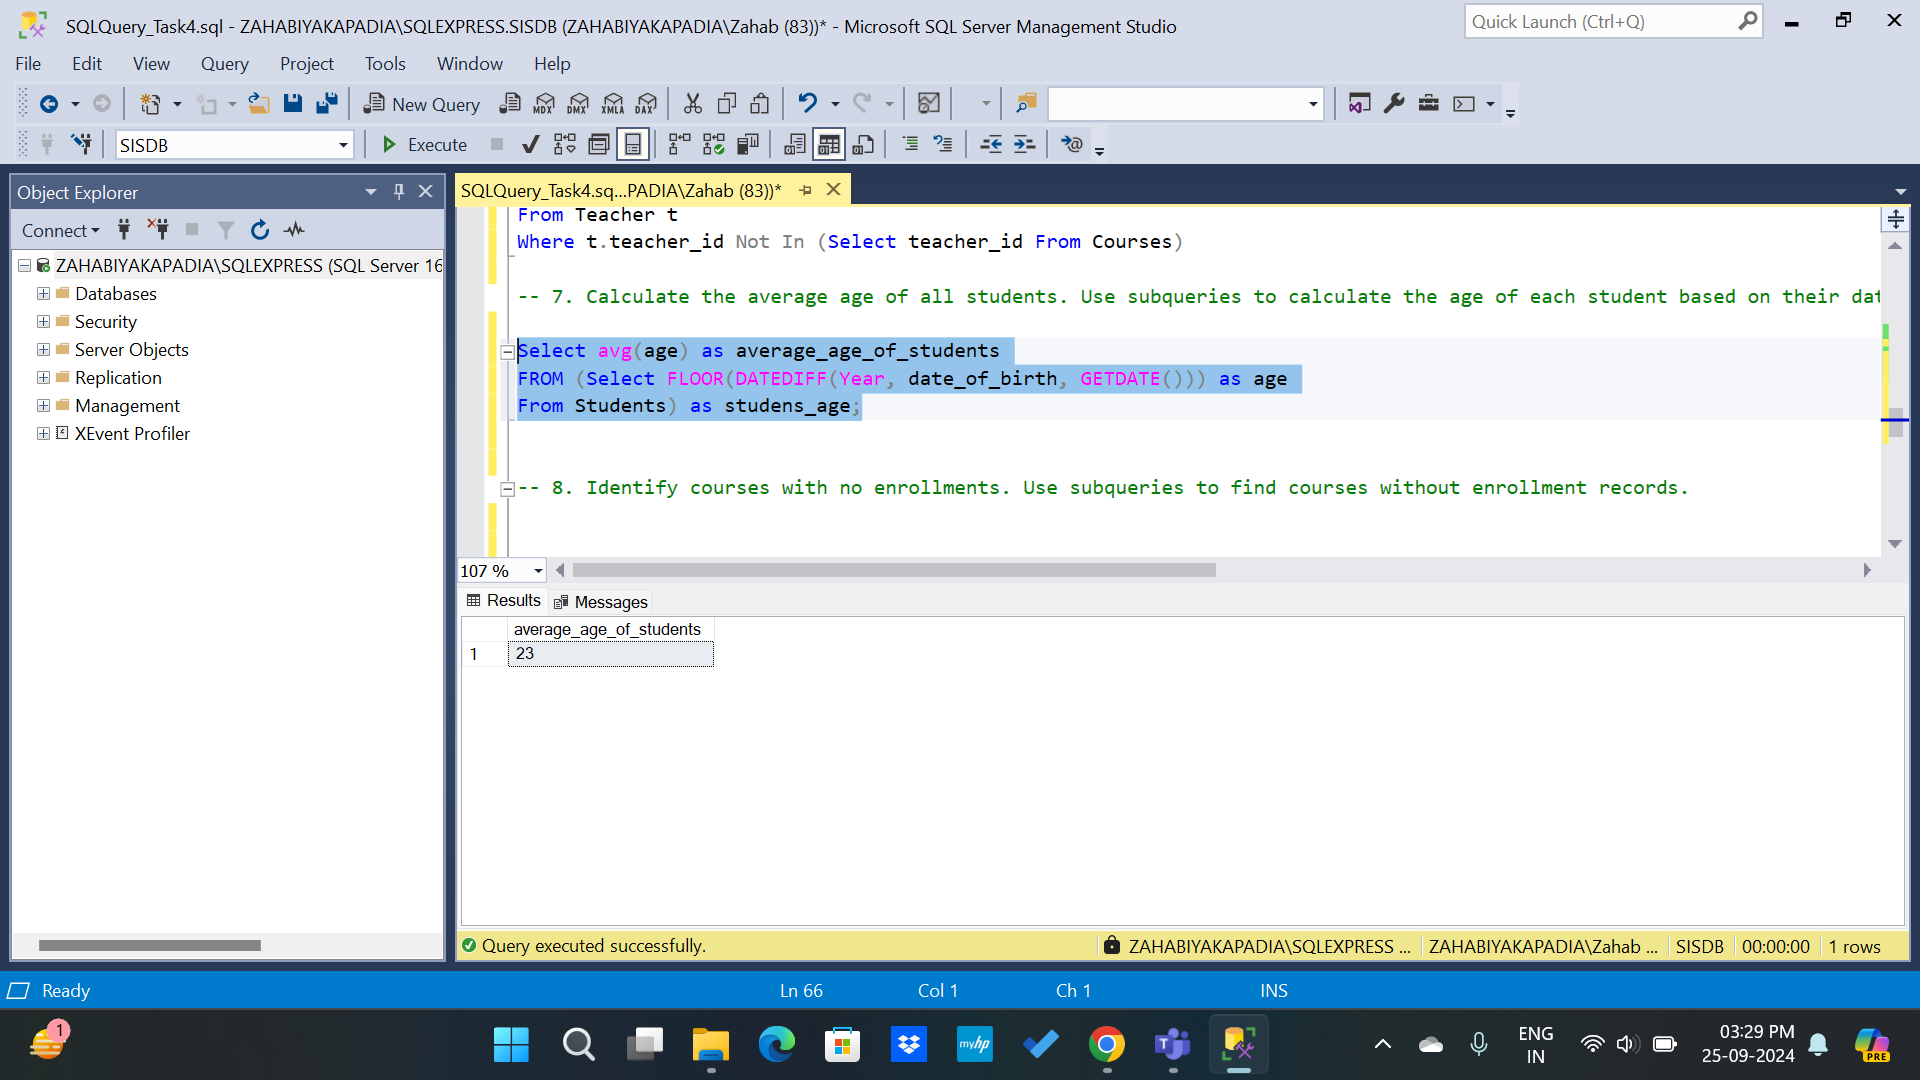 SQLQuery_Task4.sql - ZAHABIYAKAPADIA\SQLEXPRESS.SISDB (ZAHABIYAKAPADIA\Zahab (83))* - Microsoft SQL Server Management Studio
Quick Launch (Ctrl+Q)
File Edit View Query Project Tools Window Help
New Query MDX DMX XMLA DAX
SISDB Execute
Object Explorer
Connect
ZAHABIYAKAPADIA\SQLEXPRESS (SQL Server 16
Databases
Security
Server Objects
Replication
Management
XEvent Profiler
SQLQuery_Task4.sq...PADIA\Zahab (83))*
From Teacher t
Where t.teacher_id Not In (Select teacher_id From Courses)
-- 7. Calculate the average age of all students. Use subqueries to calculate the age of each student based on their dat
Select avg(age) as average_age_of_students
FROM (Select FLOOR(DATEDIFF(Year, date_of_birth, GETDATE())) as age
From Students) as studens_age;
-- 8. Identify courses with no enrollments. Use subqueries to find courses without enrollment records.
107 %
Results Messages
average_age_of_students
1 23
Query executed successfully. ZAHABIYAKAPADIA\SQLEXPRESS ... ZAHABIYAKAPADIA\Zahab ... SISDB 00:00:00 1 rows
Ready Ln 66 Col 1 Ch 1 INS
1
myhp
ENG
IN
03:29 PM
25-09-2024
PRE